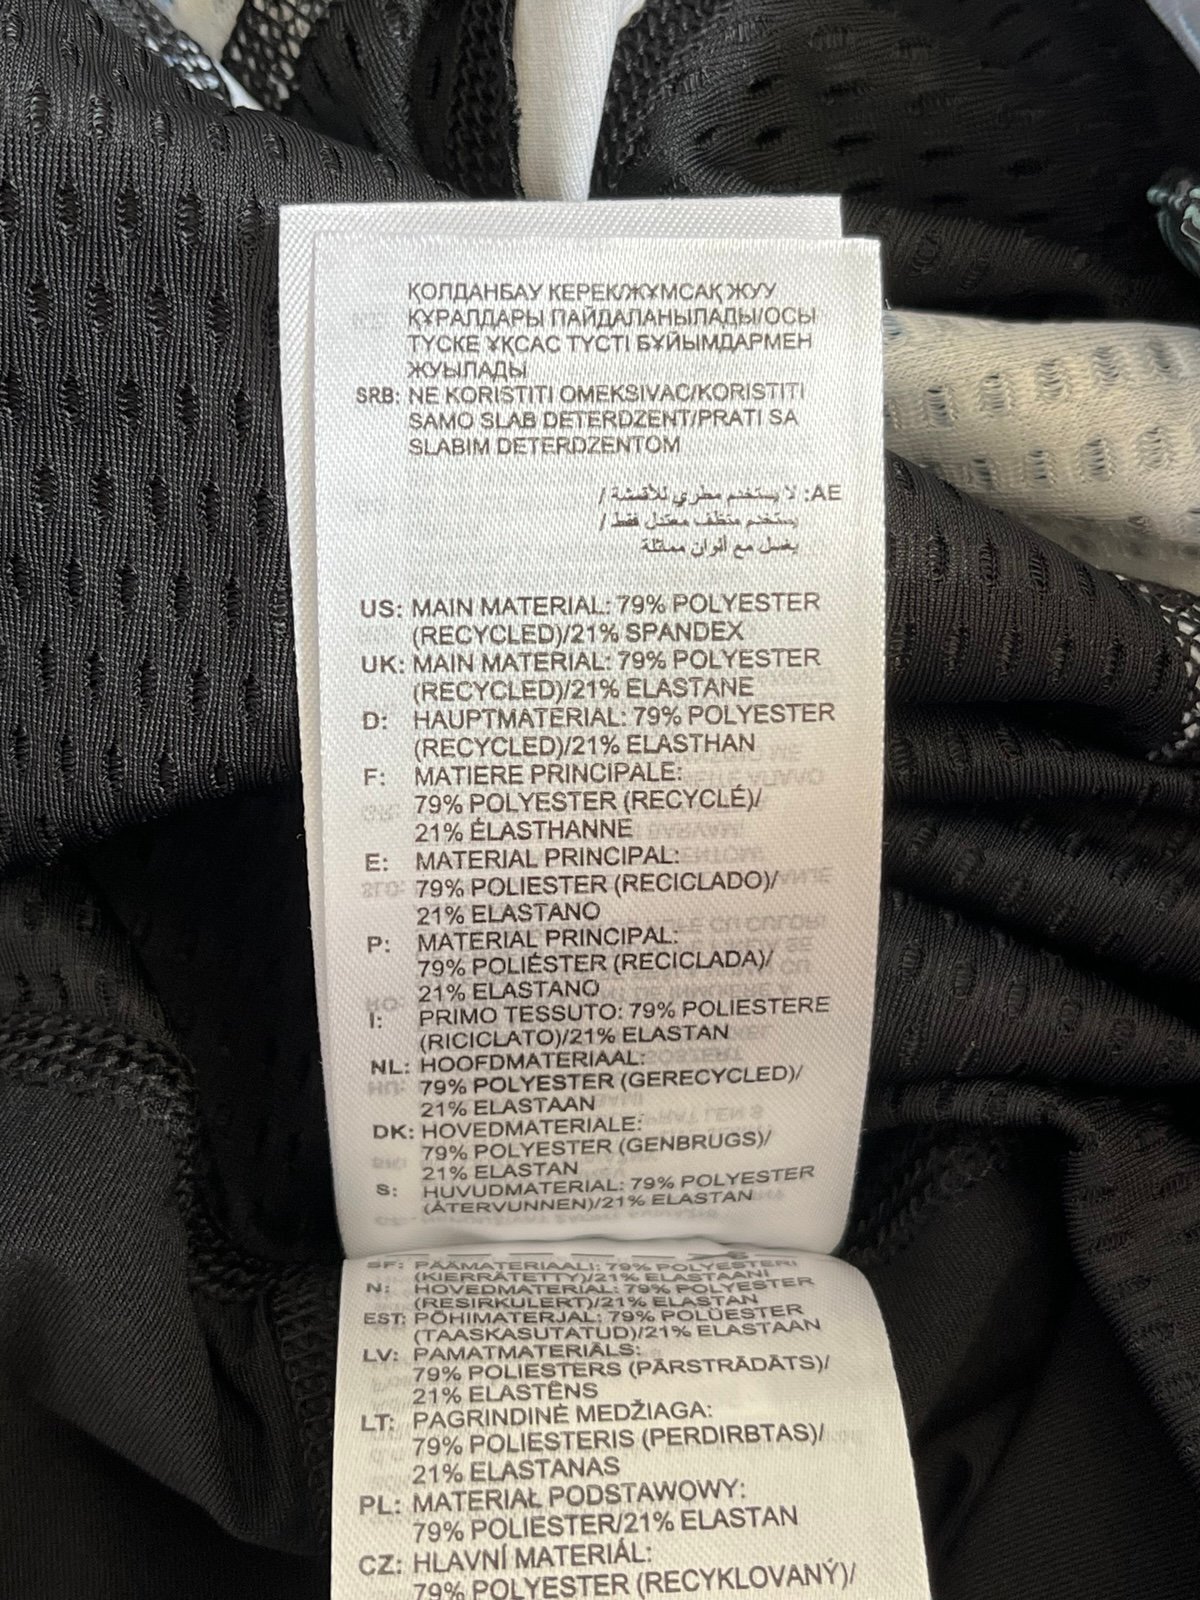 ҚОЛДАНБАУ КЕРЕК/ЖҰМСАҚ ЖУУ
ҚҰРАЛДАРЫ ПАЙДАЛАНЫЛАДЫ/ОСЫ
ТҮСКЕ ҰҚСАС ТҮСТІ БҰЙЫМДАРМЕН
ЖУЫЛАДЫ
SRB: NE KORISTITI OMEKSIVAC/KORISTITI
SAMO SLAB DETERDZENT/PRATI SA
SLABIM DETERDZENTOM
AE: لا يستخدم مطري للأقمشة /
يستخدم منظف معتدل فقط /
يغسل مع ألوان مماثلة
US: MAIN MATERIAL: 79% POLYESTER
(RECYCLED)/21% SPANDEX
UK: MAIN MATERIAL: 79% POLYESTER
(RECYCLED)/21% ELASTANE
D: HAUPTMATERIAL: 79% POLYESTER
(RECYCLED)/21% ELASTHAN
F: MATIERE PRINCIPALE:
79% POLYESTER (RECYCLÉ)/
21% ÉLASTHANNE
E: MATERIAL PRINCIPAL:
79% POLIESTER (RECICLADO)/
21% ELASTANO
P: MATERIAL PRINCIPAL:
79% POLIÉSTER (RECICLADA)/
21% ELASTANO
I: PRIMO TESSUTO: 79% POLIESTERE
(RICICLATO)/21% ELASTAN
NL: HOOFDMATERIAAL:
79% POLYESTER (GERECYCLED)/
21% ELASTAAN
DK: HOVEDMATERIALE:
79% POLYESTER (GENBRUGS)/
21% ELASTAN
S: HUVUDMATERIAL: 79% POLYESTER
(ÅTERVUNNEN)/21% ELASTAN
SF: PÄÄMATERIAALI: 79% POLYESTERI
(KIERRÄTETTY)/21% ELASTAANI
N: HOVEDMATERIAL: 79% POLYESTER
(RESIRKULERT)/21% ELASTAN
EST: PÕHIMATERJAL: 79% POLÜESTER
(TAASKASUTATUD)/21% ELASTAAN
LV: PAMATMATERIĀLS:
79% POLIESTERS (PĀRSTRĀDĀTS)/
21% ELASTĒNS
LT: PAGRINDINĖ MEDŽIAGA:
79% POLIESTERIS (PERDIRBTAS)/
21% ELASTANAS
PL: MATERIAŁ PODSTAWOWY:
79% POLIESTER/21% ELASTAN
CZ: HLAVNÍ MATERIÁL:
79% POLYESTER (RECYKLOVANÝ)/